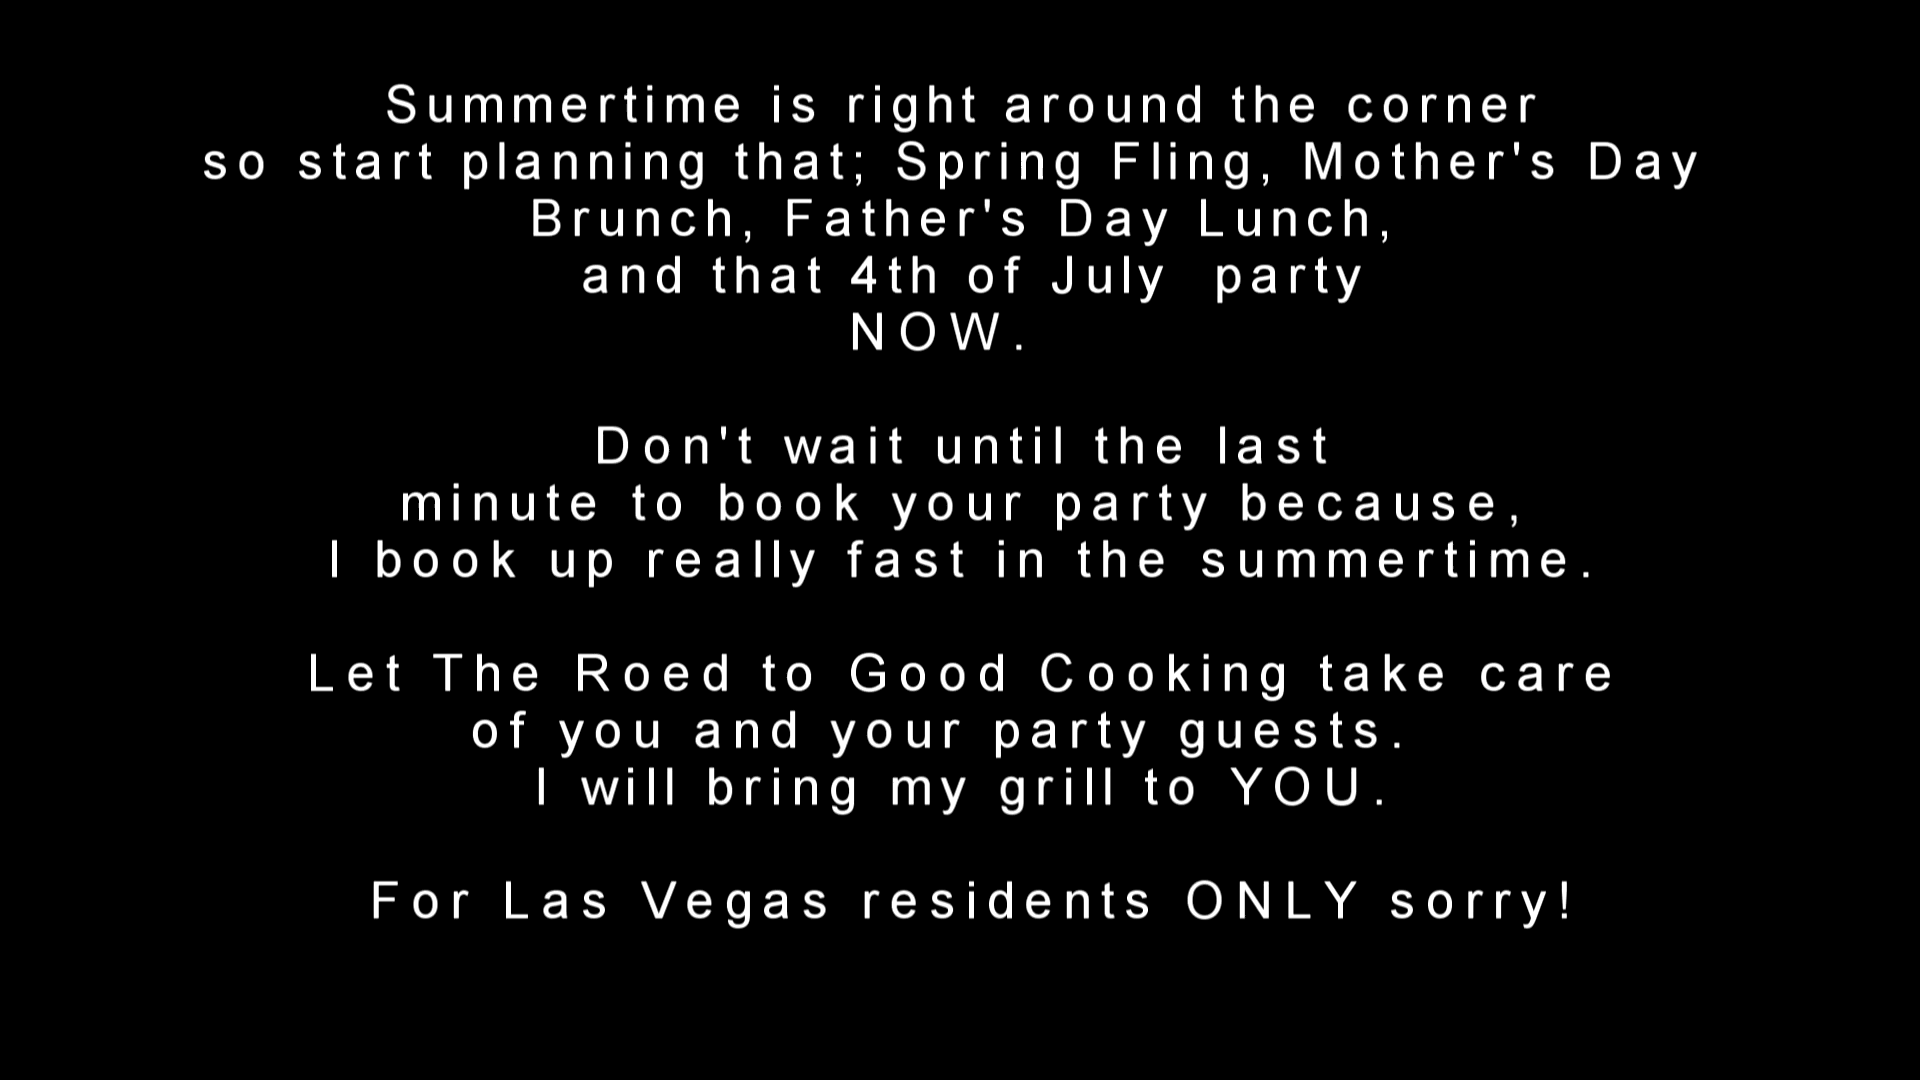 Summertime is right around the corner
so start planning that; Spring Fling, Mother's Day
Brunch, Father's Day Lunch,
and that 4th of July  party
NOW.
Don't wait until the last
minute to book your party because,
I book up really fast in the summertime.
Let The Roed to Good Cooking take care
of you and your party guests.
I will bring my grill to YOU.
For Las Vegas residents ONLY sorry!